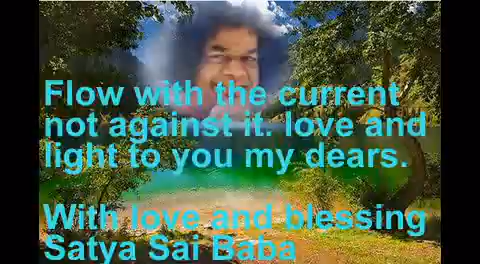 Flow with the current
not against it. love and
light to you my dears.
With love and blessing
Satya Sai Baba